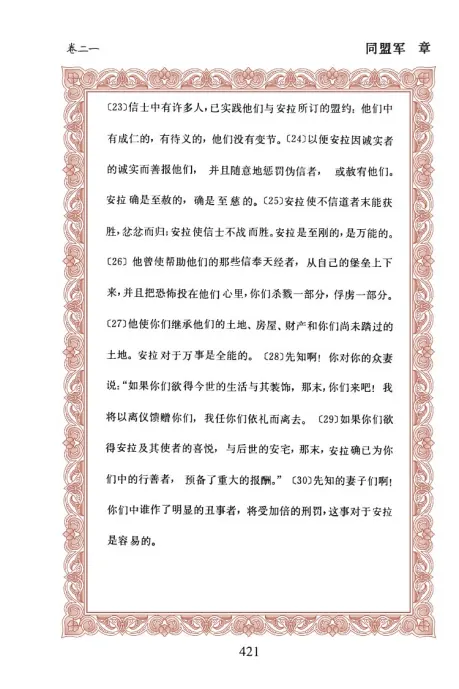 卷二一
同盟军 章
〔23〕信士中有许多人,已实践他们与安拉所订的盟约;他们中
有成仁的,有待义的,他们没有变节。〔24〕以便安拉因诚实者
的诚实而善报他们, 并且随意地惩罚伪信者, 或赦宥他们。
安拉确是至赦的, 确是至慈的。〔25〕安拉使不信道者末能获
胜,忿忿而归;安拉使信士不战而胜。安拉是至刚的,是万能的。
〔26〕他曾使帮助他们的那些信奉天经者, 从自己的堡垒上下
来,并且把恐怖投在他们心里,你们杀戮一部分,俘虏一部分。
〔27〕他使你们继承他们的土地、房屋、财产和你们尚未踏过的
土地。安拉对于万事是全能的。〔28〕先知啊! 你对你的众妻
说:“如果你们欲得今世的生活与其装饰, 那末, 你们来吧! 我
将以离仪馈赠你们, 我任你们依礼而离去。〔29〕如果你们欲
得安拉及其使者的喜悦, 与后世的安宅, 那末, 安拉确已为你
们中的行善者, 预备了重大的报酬。”〔30〕先知的妻子们啊!
你们中谁作了明显的丑事者, 将受加倍的刑罚, 这事对于安拉
是容易的。
421